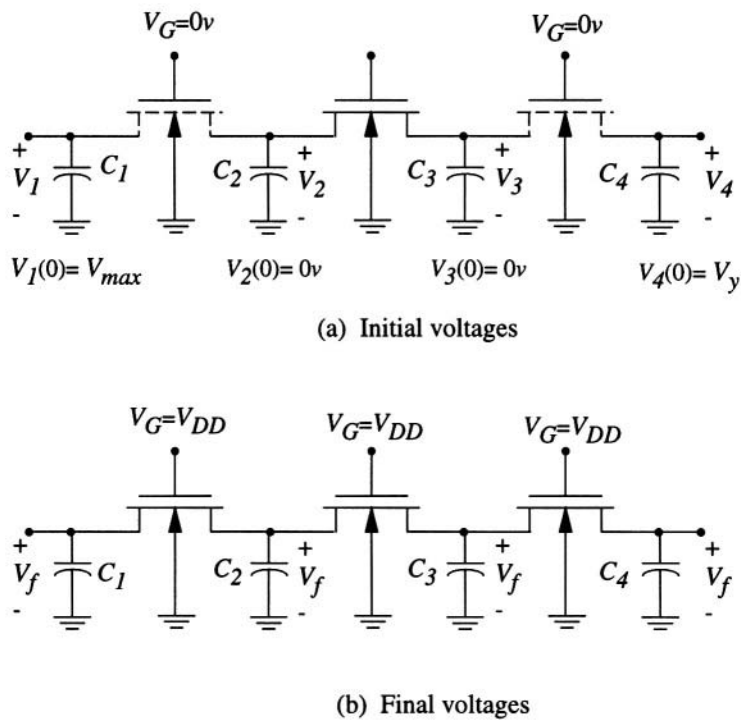 V_G=0v V_G=0v
+ + + +
V_1 C_1 C_2 V_2 C_3 V_3 C_4 V_4
- - - -
V_1(0)= V_max V_2(0)= 0v V_3(0)= 0v V_4(0)= V_y
(a) Initial voltages
V_G=V_DD V_G=V_DD V_G=V_DD
+ + + +
V_f C_1 C_2 V_f C_3 V_f C_4 V_f
- - - -
(b) Final voltages